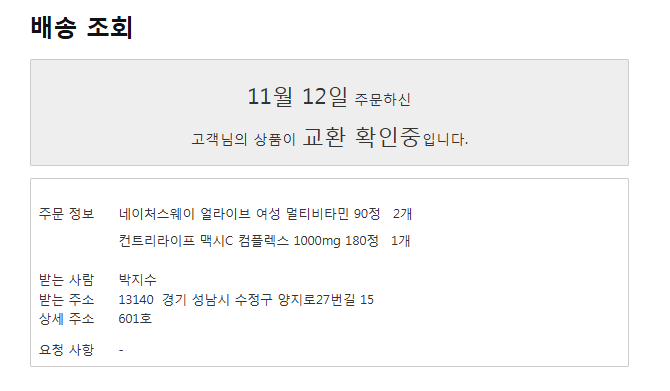 배송 조회
11월 12일 주문하신
고객님의 상품이 교환 확인중입니다.
주문 정보 네이처스웨이 얼라이브 여성 멀티비타민 90정 2개
컨트리라이프 맥시C 컴플렉스 1000mg 180정 1개
받는 사람 박지수
받는 주소 13140 경기 성남시 수정구 양지로27번길 15
상세 주소 601호
요청 사항 -